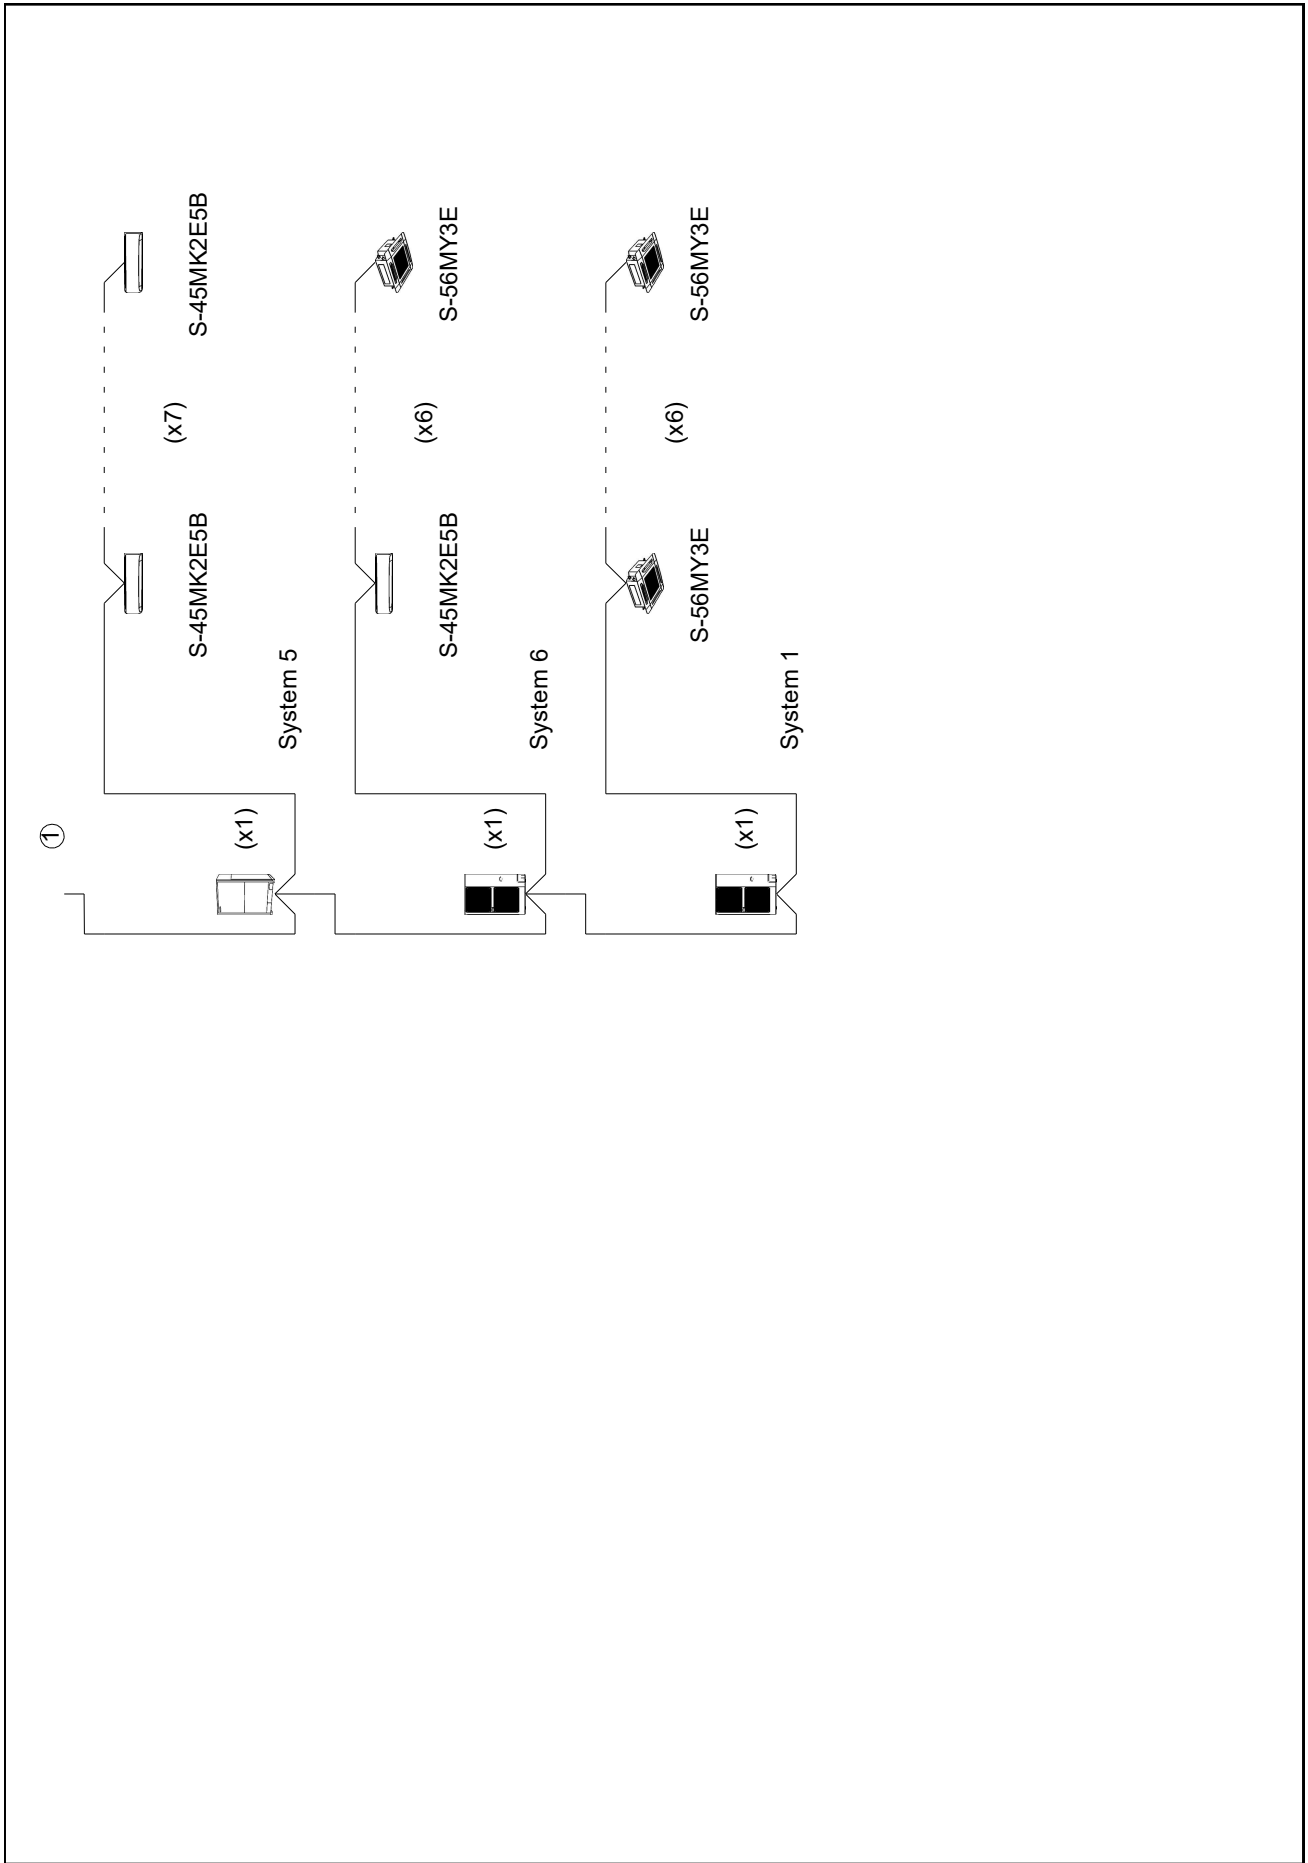 ①
S-45MK2E5B
S-45MK2E5B
(x7)
(x1)
System 5
S-45MK2E5B
S-56MY3E
(x6)
(x1)
System 6
S-56MY3E
S-56MY3E
(x6)
(x1)
System 1